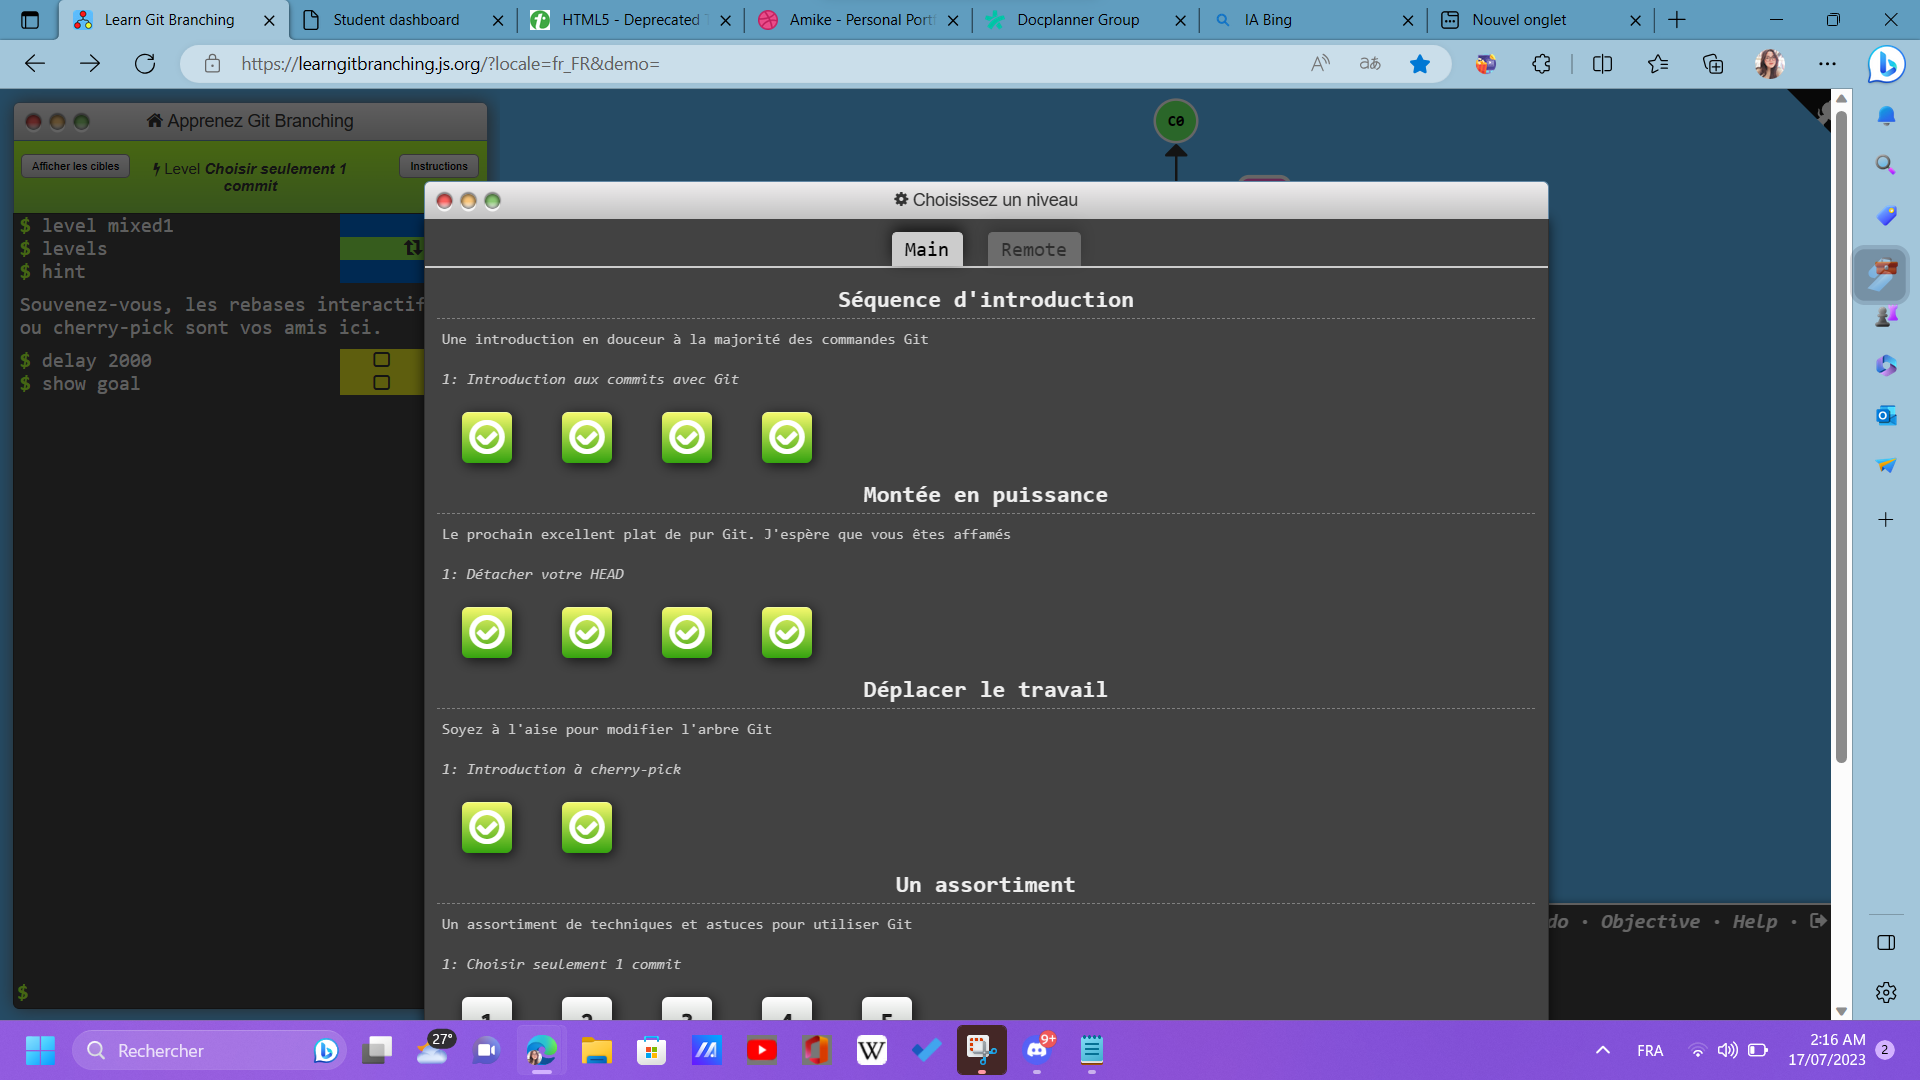 Learn Git Branching
Student dashboard
HTML5 - Deprecated T
Amike - Personal Port
Docplanner Group
IA Bing
Nouvel onglet
https://learngitbranching.js.org/?locale=fr_FR&demo=
Apprenez Git Branching
Afficher les cibles
Level Choisir seulement 1
commit
Instructions
$ level mixed1
$ levels
$ hint
Souvenez-vous, les rebases interactif
ou cherry-pick sont vos amis ici.
$ delay 2000
$ show goal
$
C0
Choisissez un niveau
Main
Remote
Séquence d'introduction
Une introduction en douceur à la majorité des commandes Git
1: Introduction aux commits avec Git
Montée en puissance
Le prochain excellent plat de pur Git. J'espère que vous êtes affamés
1: Détacher votre HEAD
Déplacer le travail
Soyez à l'aise pour modifier l'arbre Git
1: Introduction à cherry-pick
Un assortiment
Un assortiment de techniques et astuces pour utiliser Git
1: Choisir seulement 1 commit
1 2 3 4 5
do · Objective · Help ·
Rechercher
27°
W
9+
FRA
2:16 AM
17/07/2023
2